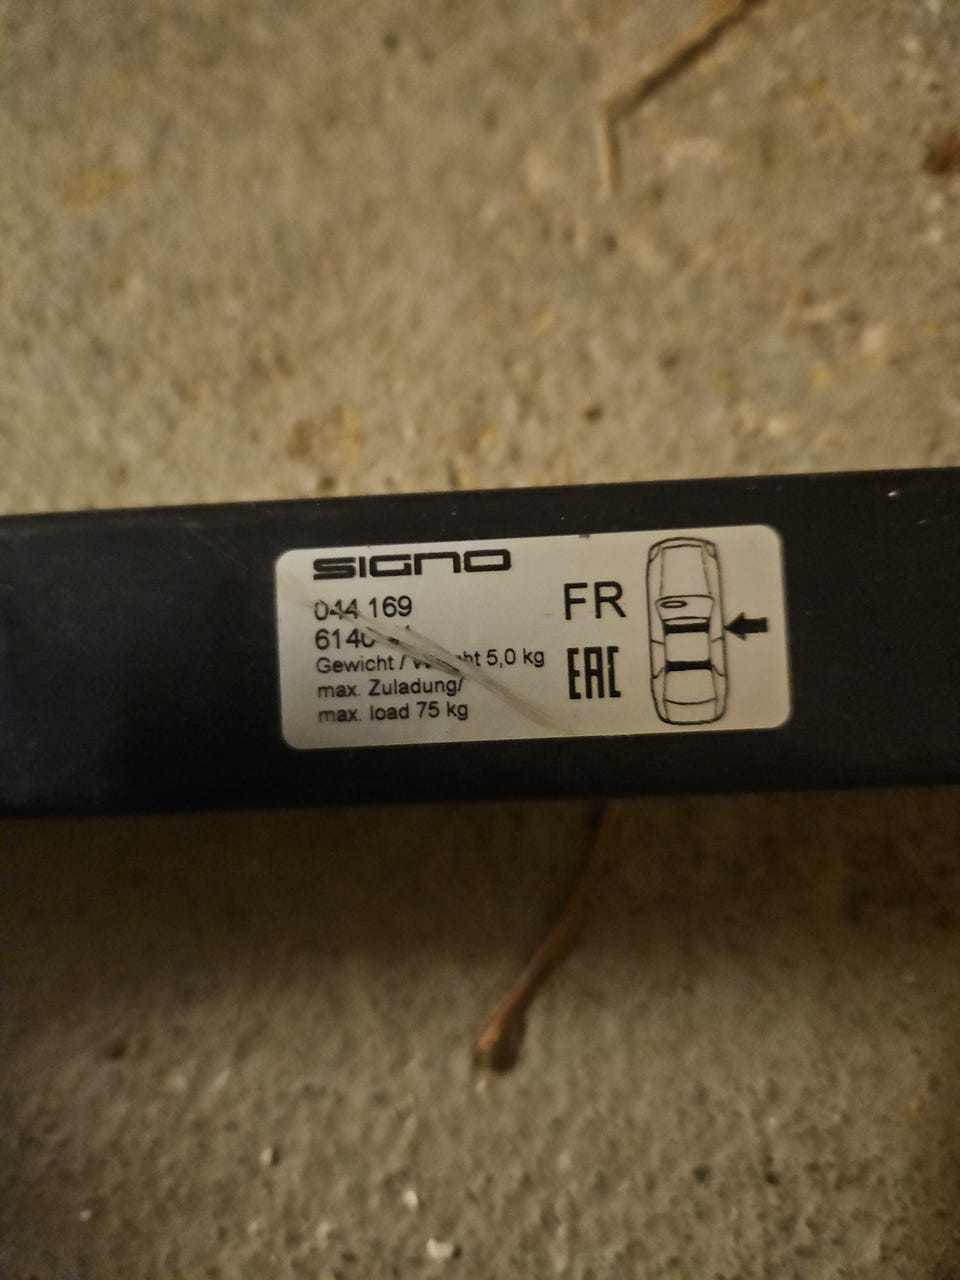 SIGNO
044 169
Gewicht / 5,0 kg
max. Zuladung/
max. load 75 kg
FR
EAC